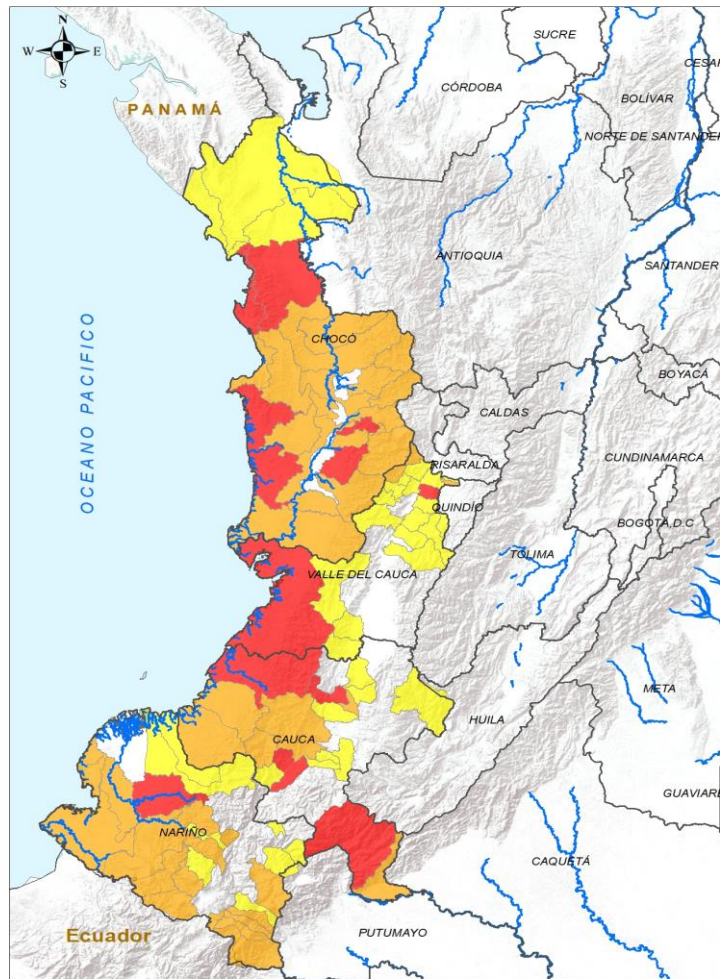 N
W E
S
SUCRE
CESAR
CÓRDOBA
BOLÍVAR
PANAMÁ
NORTE DE SANTANDER
ANTIOQUIA
SANTANDER
OCEANO PACIFICO
CHOCÓ
BOYACÁ
CALDAS
CUNDINAMARCA
RISARALDA
QUINDÍO
BOGOTÁ, D.C
TOLIMA
VALLE DEL CAUCA
META
HUILA
CAUCA
GUAVIARE
NARIÑO
CAQUETÁ
Ecuador
PUTUMAYO